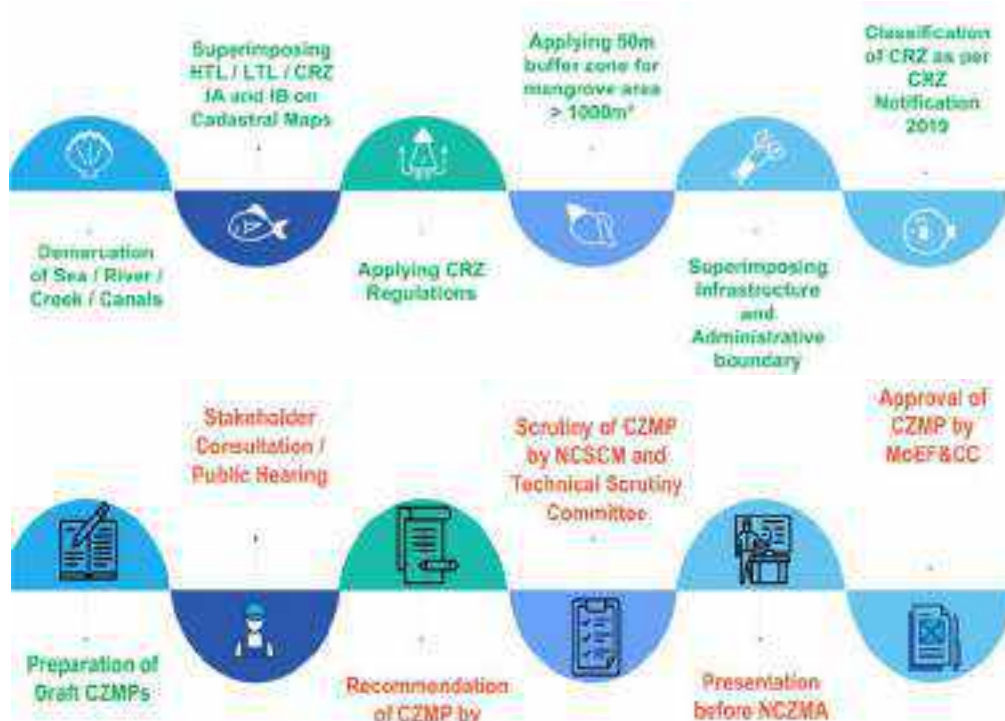 Superimposing
HTL / LTL / CRZ
IA and IB on
Cadastral Maps
Applying 50m
buffer zone for
mangrove area
> 1000m²
Classification
of CRZ as per
CRZ
Notification
2019
Demarcation
of Sea / River /
Creek / Canals
Applying CRZ
Regulations
Superimposing
Infrastructure
and
Administrative
boundary
Stakeholder
Consultation /
Public Hearing
Scrutiny of CZMP
by NCSCM and
Technical Scrutiny
Committee
Approval of
CZMP by
MoEF&CC
Preparation of
Draft CZMPs
Recommendation
of CZMP by
Presentation
before NCZMA